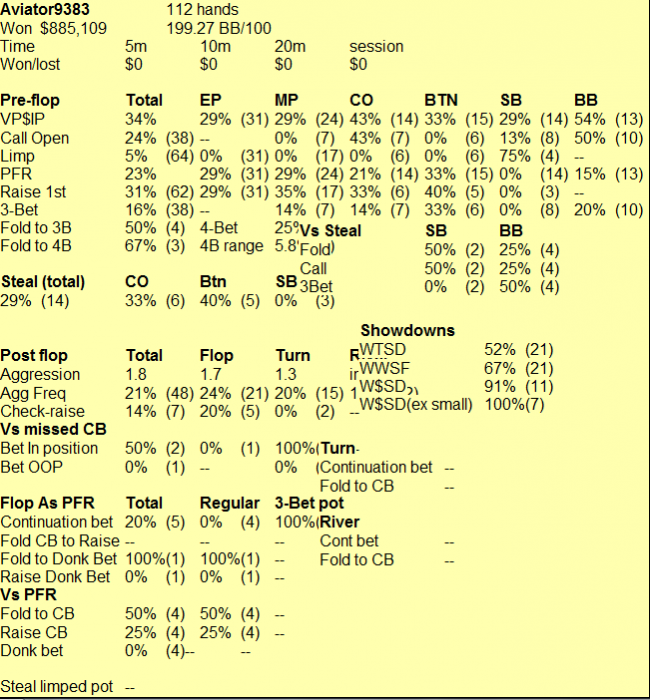 Aviator9383 112 hands
Won $885,109 199.27 BB/100
Time 5m 10m 20m session
Won/lost $0 $0 $0 $0
Pre-flop Total EP MP CO BTN SB BB
VP$IP 34% 29% (31) 29% (24) 43% (14) 33% (15) 29% (14) 54% (13)
Call Open 24% (38) -- 0% (7) 43% (7) 0% (6) 13% (8) 50% (10)
Limp 5% (64) 0% (31) 0% (17) 0% (6) 0% (6) 75% (4) --
PFR 23% 29% (31) 29% (24) 21% (14) 33% (15) 0% (14) 15% (13)
Raise 1st 31% (62) 29% (31) 35% (17) 33% (6) 40% (5) 0% (3) --
3-Bet 16% (38) -- 14% (7) 14% (7) 33% (6) 0% (8) 20% (10)
Fold to 3B 50% (4) 4-Bet 25% Vs Steal SB BB
Fold to 4B 67% (3) 4B range 5.8% Fold 50% (2) 25% (4)
Call 50% (2) 25% (4)
Steal (total) CO Btn SB 3Bet 0% (2) 50% (4)
29% (14) 33% (6) 40% (5) 0% (3)
Showdowns
Post flop Total Flop Turn R WTSD 52% (21)
Aggression 1.8 1.7 1.3 inf WWSF 67% (21)
Agg Freq 21% (48) 24% (21) 20% (15) 1 W$SD 91% (11)
Check-raise 14% (7) 20% (5) 0% (2) -- W$SD(ex small) 100%(7)
Vs missed CB
Bet In position 50% (2) 0% (1) 100%( Turn
Bet OOP 0% (1) -- 0% ( Continuation bet --
Fold to CB --
Flop As PFR Total Regular 3-Bet pot
Continuation bet 20% (5) 0% (4) 100%( River
Fold CB to Raise -- -- -- Cont bet --
Fold to Donk Bet 100%(1) 100%(1) -- Fold to CB --
Raise Donk Bet 0% (1) 0% (1) --
Vs PFR
Fold to CB 50% (4) 50% (4) --
Raise CB 25% (4) 25% (4) --
Donk bet 0% (4)-- --
Steal limped pot --